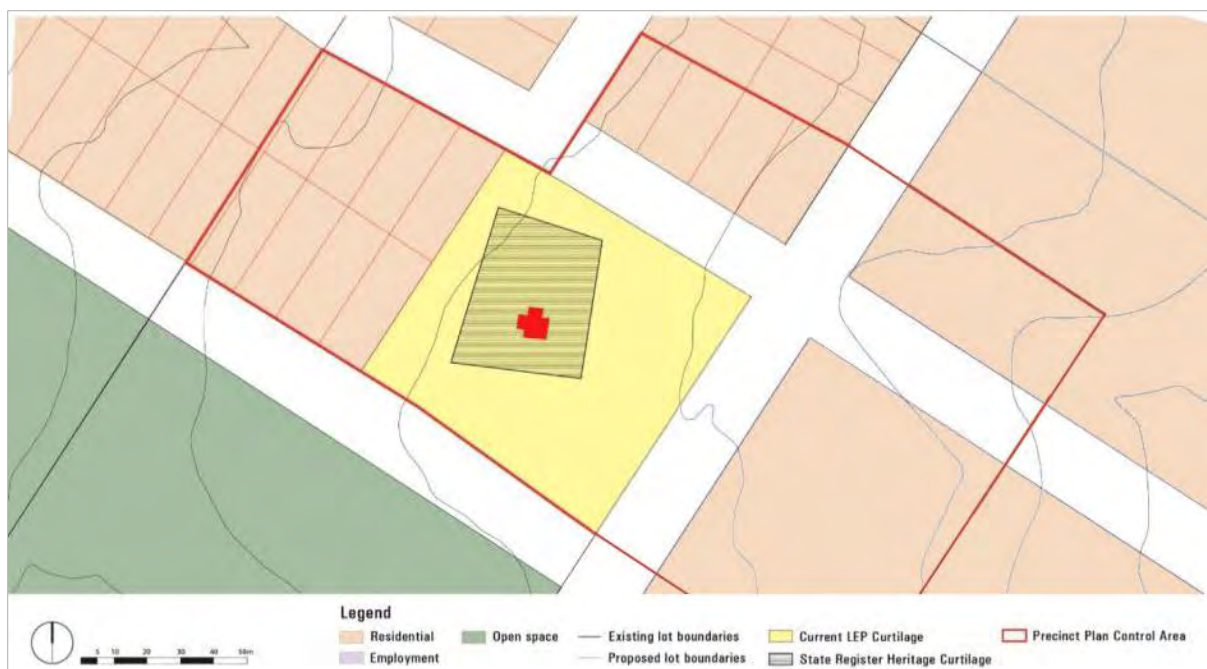 Legend
Residential
Employment
Open space
Existing lot boundaries
Proposed lot boundaries
Current LEP Curtilage
State Register Heritage Curtilage
Precinct Plan Control Area
5 10 20 30 40 50m